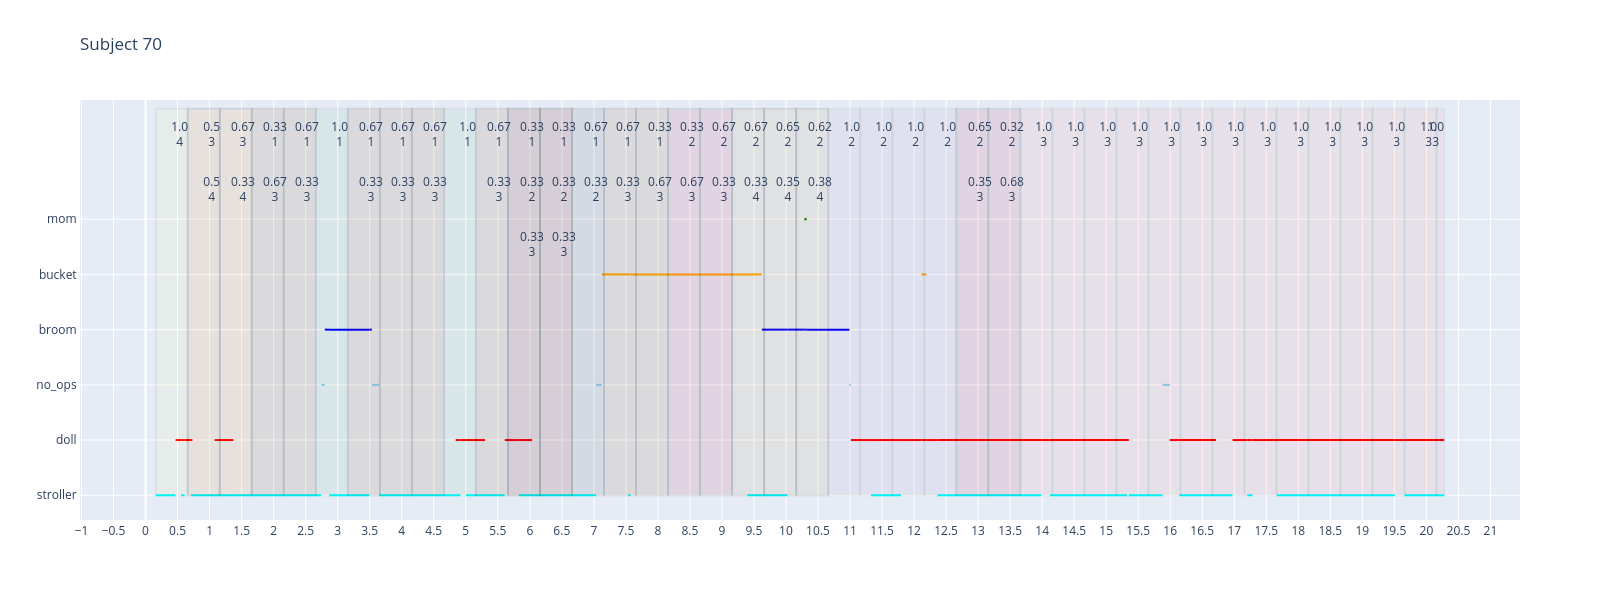 Subject 70
1.0 0.5 0.67 0.33 0.67 1.0 0.67 0.67 0.67 1.0 0.67 0.33 0.33 0.67 0.67 0.33 0.33 0.67 0.67 0.65 0.62 1.0 1.0 1.0 1.0 0.65 0.32 1.0 1.0 1.0 1.0 1.0 1.0 1.0 1.0 1.0 1.0 1.0 1.0 1.0
4 3 3 1 1 1 1 1 1 1 1 1 1 1 1 1 2 2 2 2 2 2 2 2 2 2 2 3 3 3 3 3 3 3 3 3 3 3 3 3 3
0.5 0.33 0.67 0.33 0.33 0.33 0.33 0.33 0.33 0.33 0.33 0.33 0.67 0.67 0.33 0.33 0.35 0.38 0.35 0.68
4 4 3 3 3 3 3 3 2 2 2 3 3 3 3 4 4 4 3 3
mom
0.33 0.33
3 3
bucket
broom
no_ops
doll
stroller
−1 −0.5 0 0.5 1 1.5 2 2.5 3 3.5 4 4.5 5 5.5 6 6.5 7 7.5 8 8.5 9 9.5 10 10.5 11 11.5 12 12.5 13 13.5 14 14.5 15 15.5 16 16.5 17 17.5 18 18.5 19 19.5 20 20.5 21